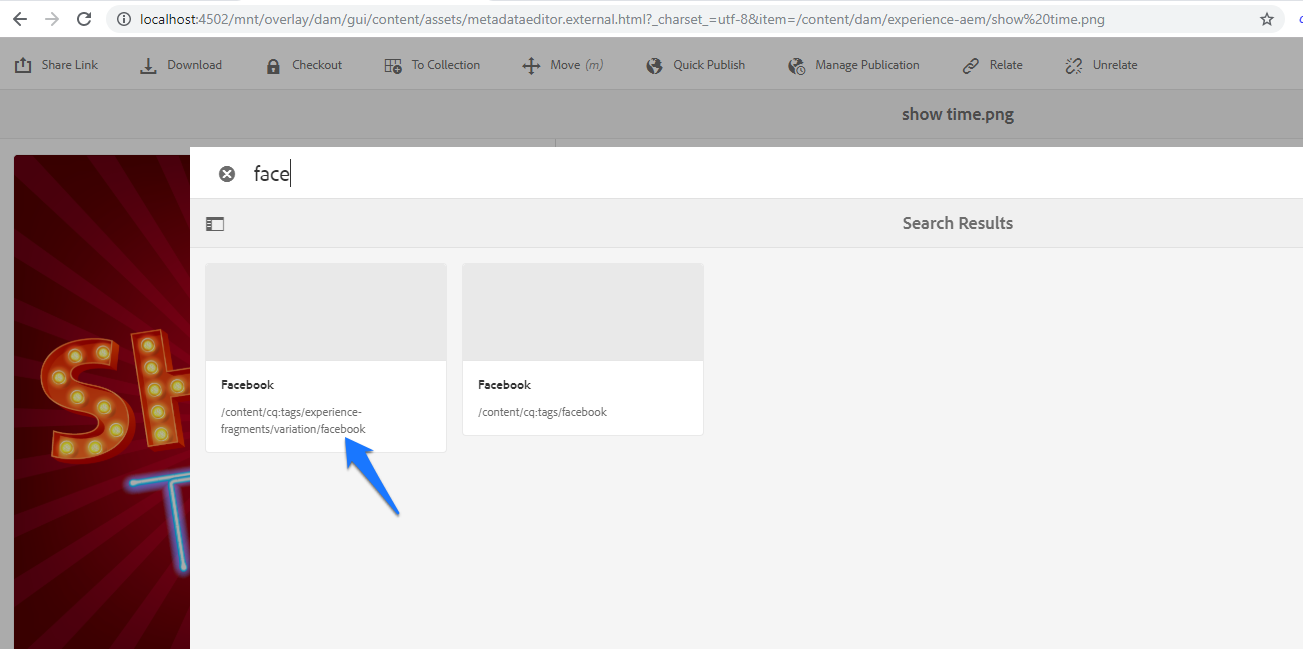 localhost:4502/mnt/overlay/dam/gui/content/assets/metadataeditor.external.html?_charset_=utf-8&item=/content/dam/experience-aem/show%20time.png
Share Link Download Checkout To Collection Move (m) Quick Publish Manage Publication Relate Unrelate
show time.png
face
Search Results
Facebook
/content/cq:tags/experience-
fragments/variation/facebook
Facebook
/content/cq:tags/facebook
SH
T